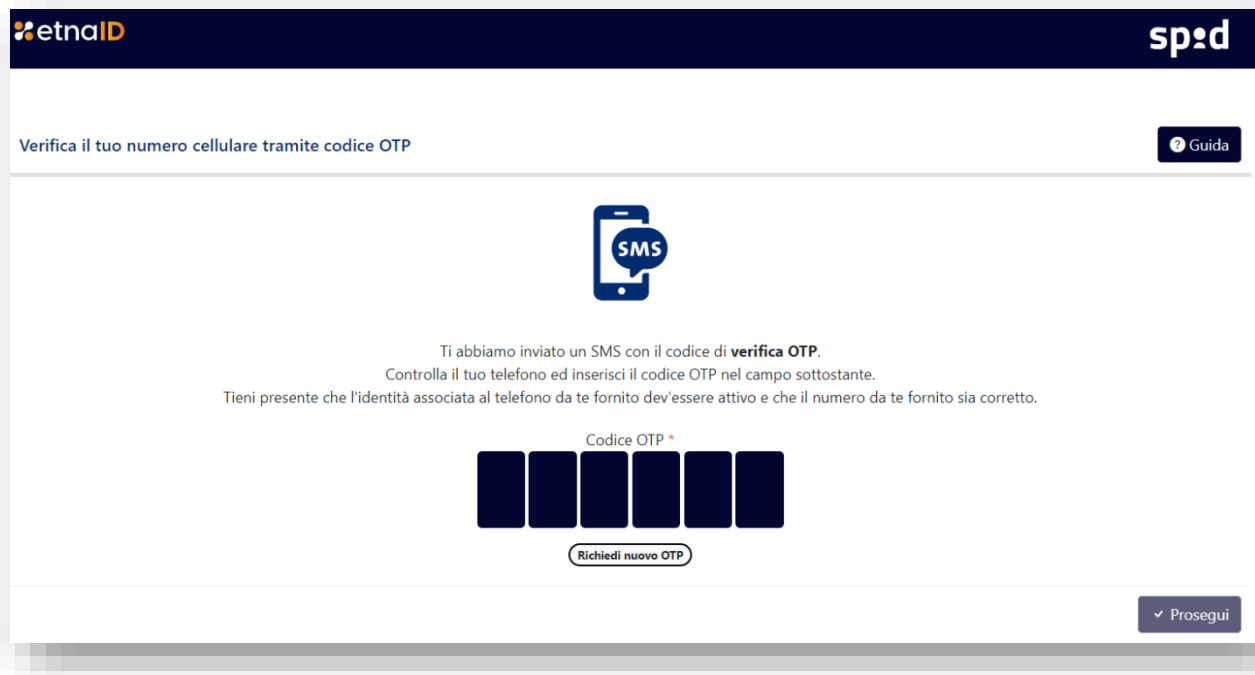 etnaID
spid
Verifica il tuo numero cellulare tramite codice OTP
Guida
SMS
Ti abbiamo inviato un SMS con il codice di verifica OTP.
Controlla il tuo telefono ed inserisci il codice OTP nel campo sottostante.
Tieni presente che l'identità associata al telefono da te fornito dev'essere attivo e che il numero da te fornito sia corretto.
Codice OTP *
Richiedi nuovo OTP
Prosegui